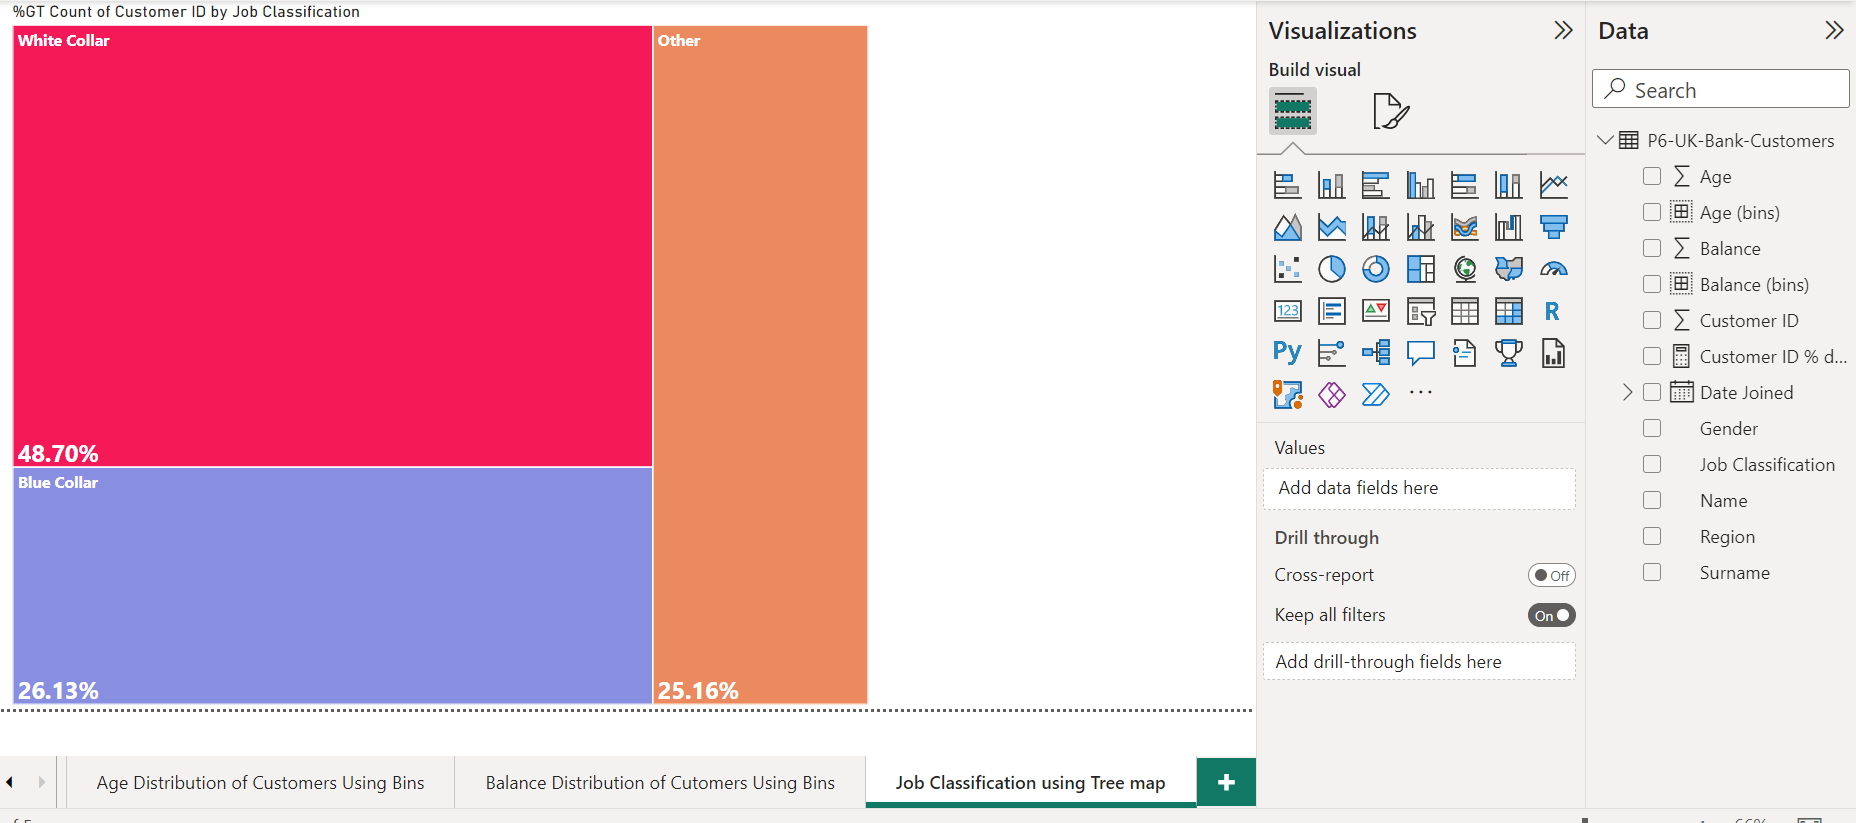 %GT Count of Customer ID by Job Classification
White Collar
48.70%
Blue Collar
26.13%
Other
25.16%
Age Distribution of Customers Using Bins
Balance Distribution of Cutomers Using Bins
Job Classification using Tree map
+
Visualizations
Build visual
123
R
Py
...
Values
Add data fields here
Drill through
Cross-report
Off
Keep all filters
On
Add drill-through fields here
Data
Search
P6-UK-Bank-Customers
Age
Age (bins)
Balance
Balance (bins)
Customer ID
Customer ID % d...
Date Joined
Gender
Job Classification
Name
Region
Surname